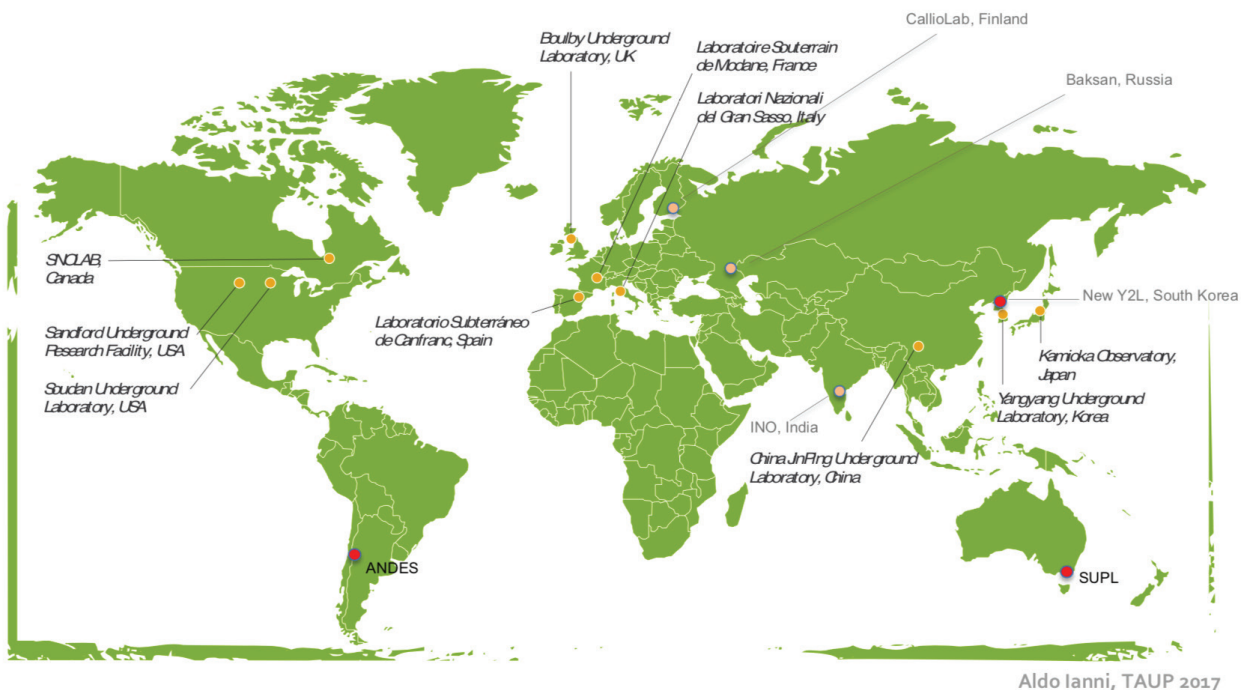 CallioLab, Finland
Boulby Underground
Laboratory, UK
Laboratoire Souterrain
de Modane, France
Baksan, Russia
Laboratori Nazionali
del Gran Sasso, Italy
SNOLAB,
Canada
New Y2L, South Korea
Laboratorio Subterráneo
de Canfranc, Spain
Sandford Underground
Research Facility, USA
Kamioka Observatory,
Japan
Soudan Underground
Laboratory, USA
Yangyang Underground
Laboratory, Korea
INO, India
China JinPing Underground
Laboratory, China
ANDES
SUPL
Aldo Ianni, TAUP 2017